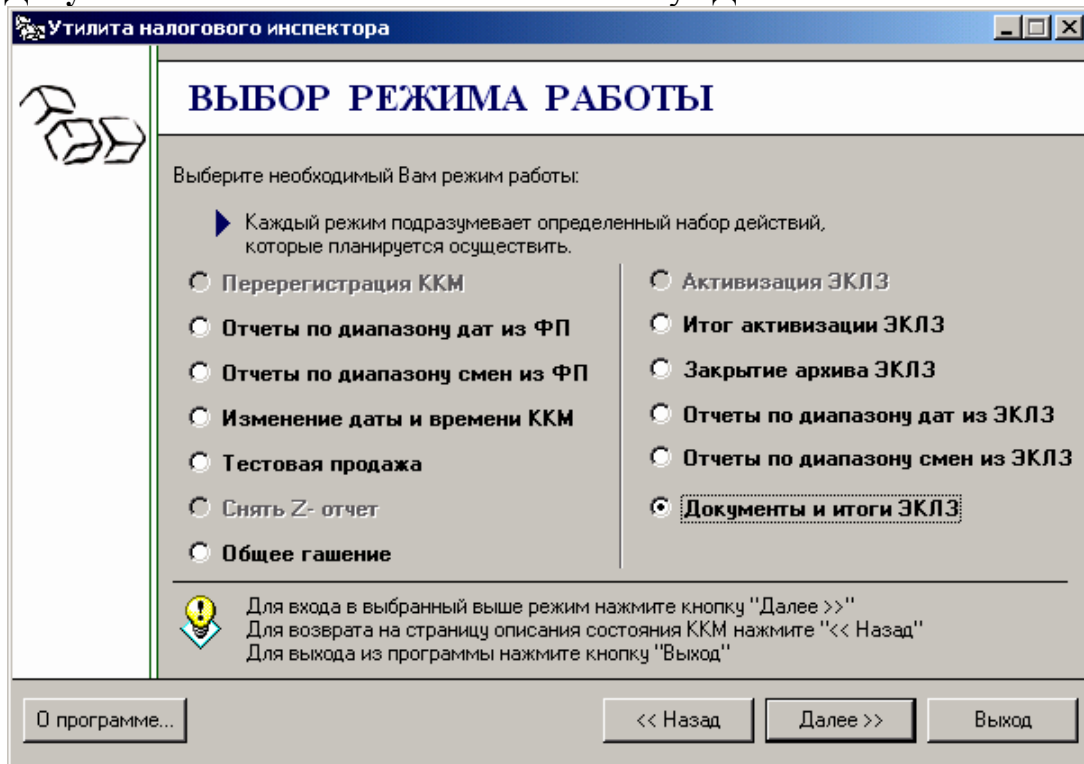 Утилита налогового инспектора
ВЫБОР РЕЖИМА РАБОТЫ
Выберите необходимый Вам режим работы:
Каждый режим подразумевает определенный набор действий,
которые планируется осуществить.
Перерегистрация ККМ
Отчеты по диапазону дат из ФП
Отчеты по диапазону смен из ФП
Изменение даты и времени ККМ
Тестовая продажа
Снять Z- отчет
Общее гашение
Активизация ЭКЛЗ
Итог активизации ЭКЛЗ
Закрытие архива ЭКЛЗ
Отчеты по диапазону дат из ЭКЛЗ
Отчеты по диапазону смен из ЭКЛЗ
Документы и итоги ЭКЛЗ
Для входа в выбранный выше режим нажмите кнопку "Далее >>"
Для возврата на страницу описания состояния ККМ нажмите "<< Назад"
Для выхода из программы нажмите кнопку "Выход"
О программе...
<< Назад
Далее >>
Выход